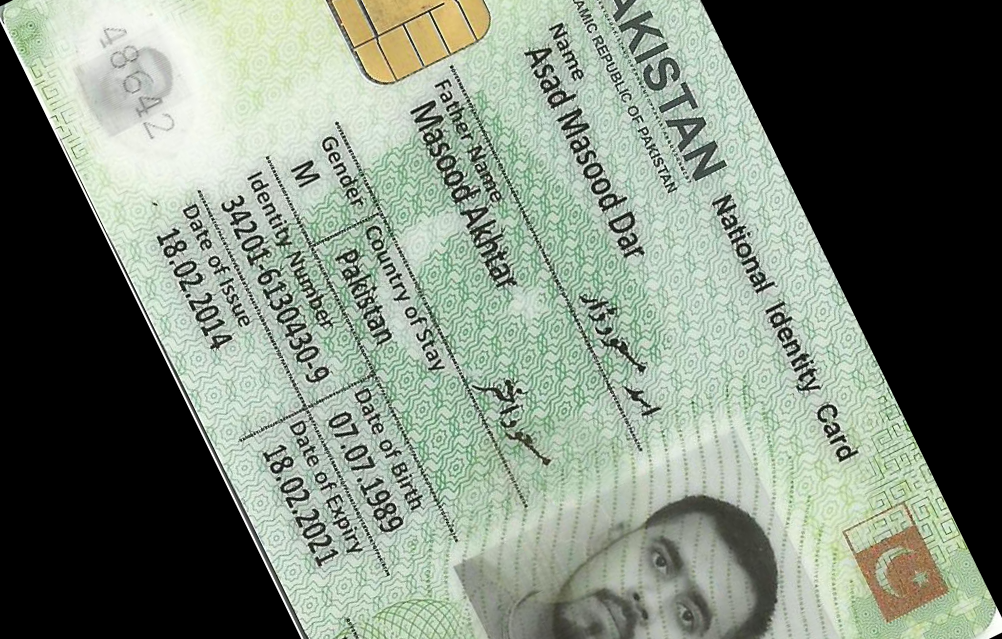 PAKISTAN National Identity Card
ISLAMIC REPUBLIC OF PAKISTAN
Name
Asad Masood Dar
اسد مسعود ڈار
Father Name
Masood Akhtar
مسعود اختر
Gender
M
Country of Stay
Pakistan
Identity Number
34201-6130430-9
Date of Birth
07.07.1989
Date of Issue
18.02.2014
Date of Expiry
18.02.2021
48642